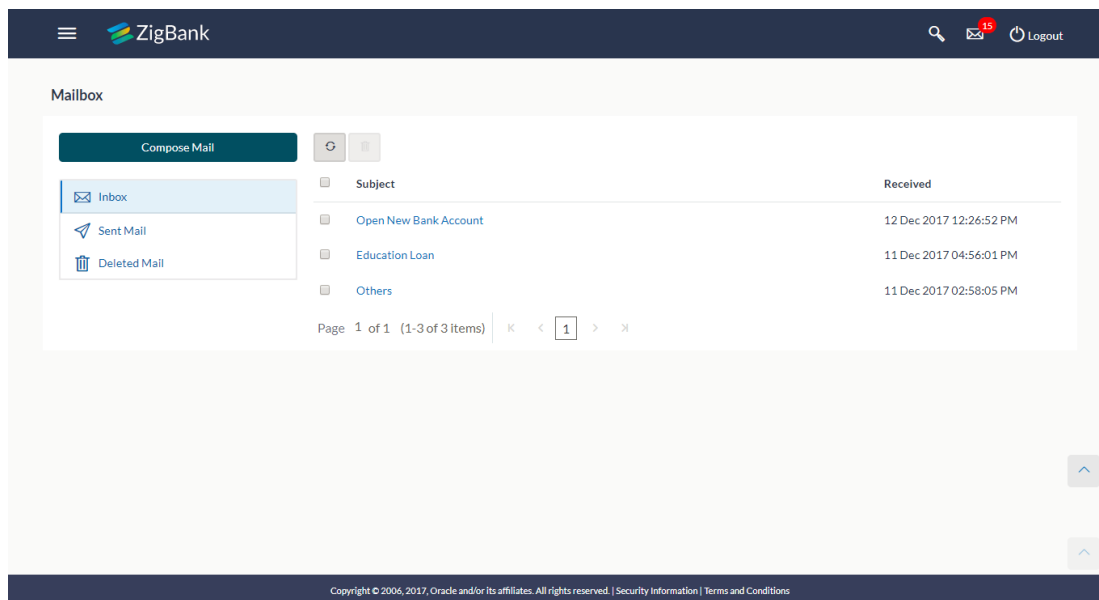 ZigBank
15
Logout
Mailbox
Compose Mail
Inbox
Sent Mail
Deleted Mail
Subject Received
Open New Bank Account 12 Dec 2017 12:26:52 PM
Education Loan 11 Dec 2017 04:56:01 PM
Others 11 Dec 2017 02:58:05 PM
Page 1 of 1 (1-3 of 3 items) 1
Copyright © 2006, 2017, Oracle and/or its affiliates. All rights reserved. | Security Information | Terms and Conditions